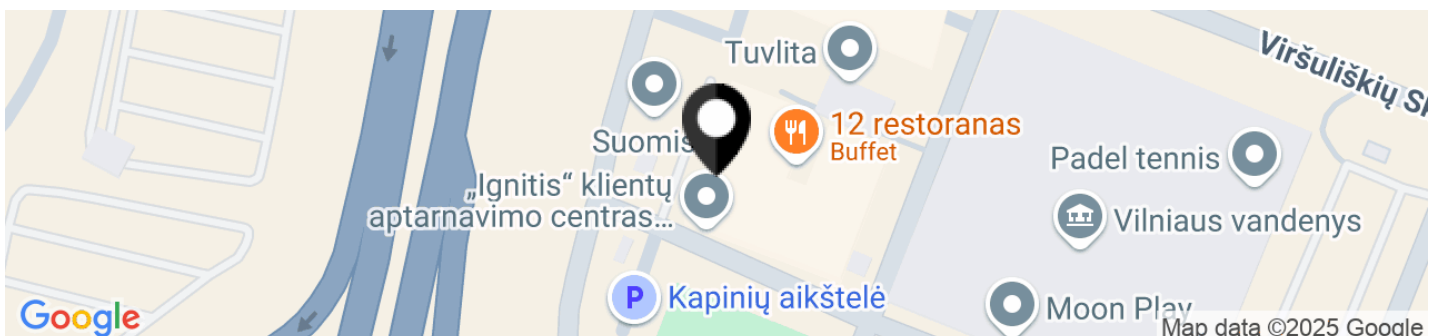 Tuvlita
Viršuliškių
12 restoranas
Buffet
Suomis
Padel tennis
„Ignitis“ klientų
aptarnavimo centras...
Vilniaus vandenys
P
Kapinių aikštelė
Moon Play
Google
Map data ©2025 Google